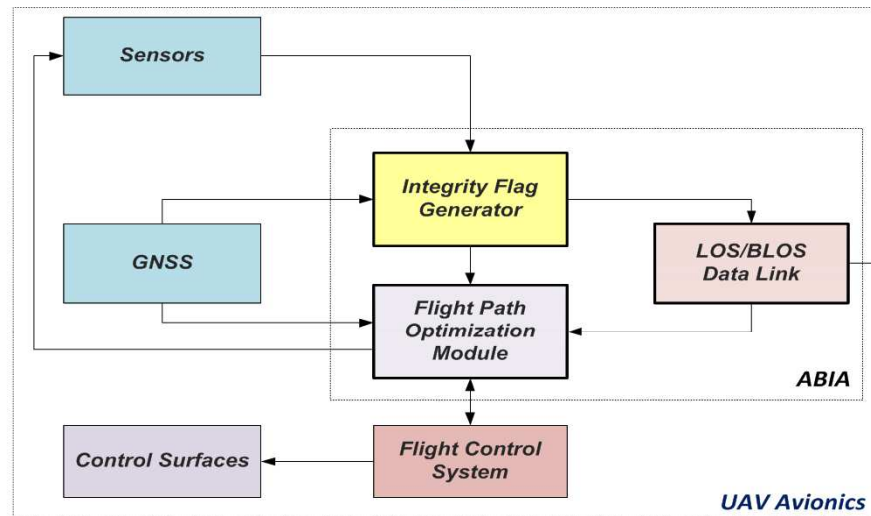 Sensors
Integrity Flag
Generator
GNSS
LOS/BLOS
Data Link
Flight Path
Optimization
Module
ABIA
Control Surfaces
Flight Control
System
UAV Avionics